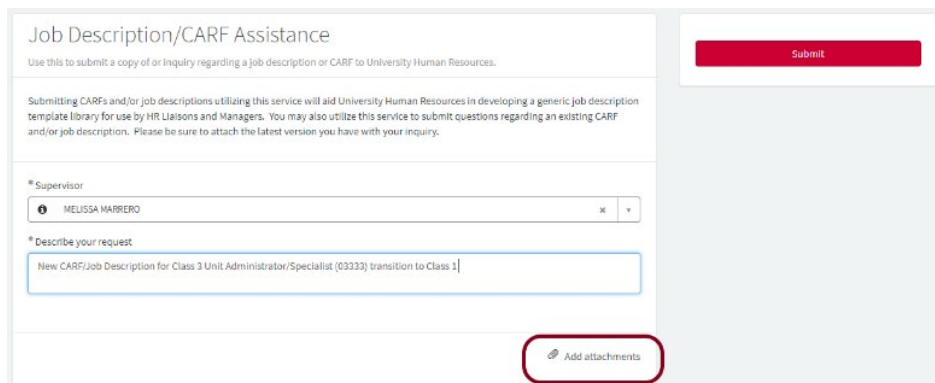 Job Description/CARF Assistance
Use this to submit a copy of or inquiry regarding a job description or CARF to University Human Resources.
Submit
Submitting CARFs and/or job descriptions utilizing this service will aid University Human Resources in developing a generic job description
template library for use by HR Liaisons and Managers. You may also utilize this service to submit questions regarding an existing CARF
and/or job description. Please be sure to attach the latest version you have with your inquiry.
* Supervisor
MELISSA MARRERO
* Describe your request
New CARF/Job Description for Class 3 Unit Administrator/Specialist (03333) transition to Class 1
Add attachments